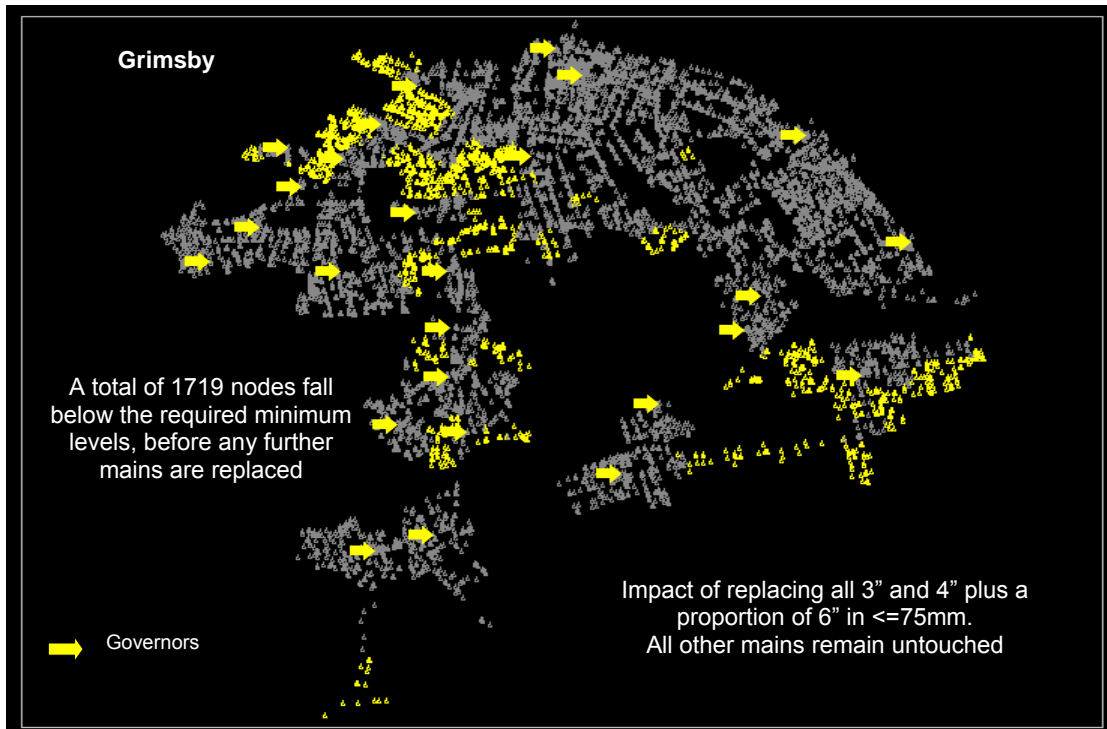 Grimsby
A total of 1719 nodes fall
below the required minimum
levels, before any further
mains are replaced
Impact of replacing all 3” and 4” plus a
proportion of 6” in <=75mm.
All other mains remain untouched
Governors